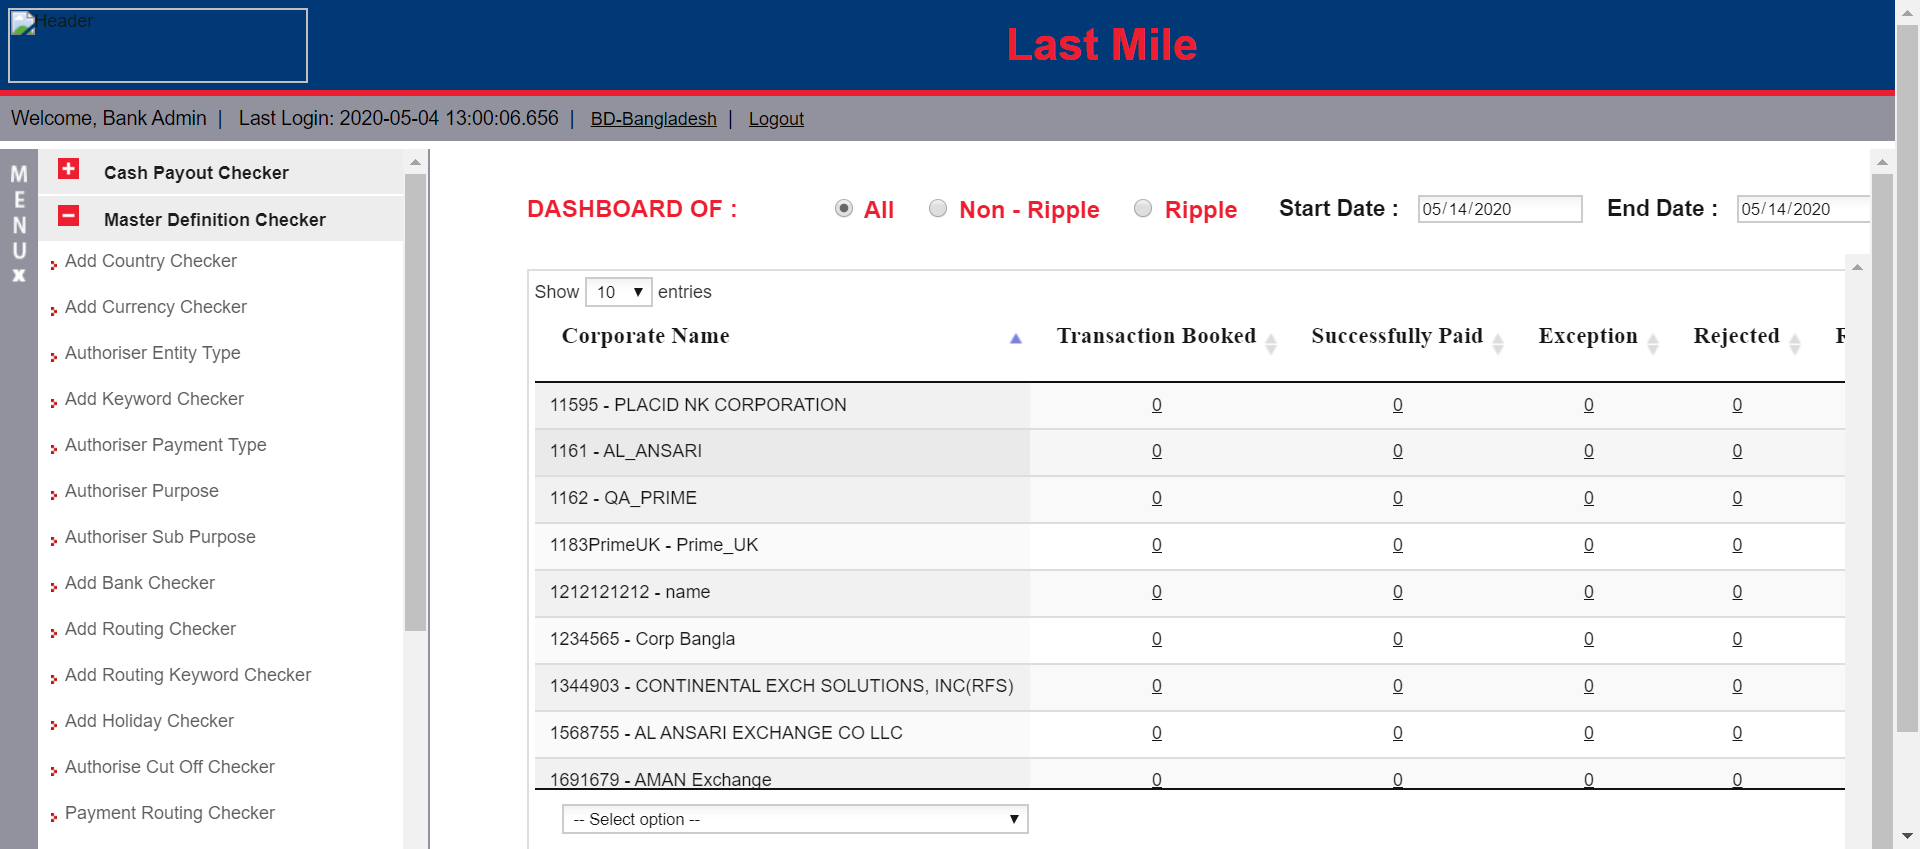 Header
Last Mile
Welcome, Bank Admin | Last Login: 2020-05-04 13:00:06.656 | BD-Bangladesh | Logout
MENU
x
Cash Payout Checker
Master Definition Checker
Add Country Checker
Add Currency Checker
Authoriser Entity Type
Add Keyword Checker
Authoriser Payment Type
Authoriser Purpose
Authoriser Sub Purpose
Add Bank Checker
Add Routing Checker
Add Routing Keyword Checker
Add Holiday Checker
Authorise Cut Off Checker
Payment Routing Checker
DASHBOARD OF : All Non - Ripple Ripple Start Date : 05/14/2020 End Date : 05/14/2020
Show 10 entries
Corporate Name Transaction Booked Successfully Paid Exception Rejected
11595 - PLACID NK CORPORATION 0 0 0 0
1161 - AL_ANSARI 0 0 0 0
1162 - QA_PRIME 0 0 0 0
1183PrimeUK - Prime_UK 0 0 0 0
1212121212 - name 0 0 0 0
1234565 - Corp Bangla 0 0 0 0
1344903 - CONTINENTAL EXCH SOLUTIONS, INC(RFS) 0 0 0 0
1568755 - AL ANSARI EXCHANGE CO LLC 0 0 0 0
1691679 - AMAN Exchange 0 0 0 0
-- Select option --